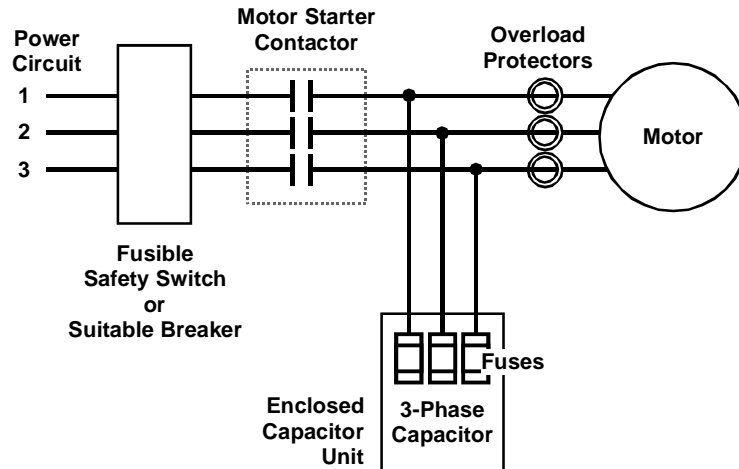 Motor Starter
Contactor
Power
Circuit
1
2
3
Overload
Protectors
Motor
Fusible
Safety Switch
or
Suitable Breaker
Fuses
Enclosed
Capacitor
Unit
3-Phase
Capacitor